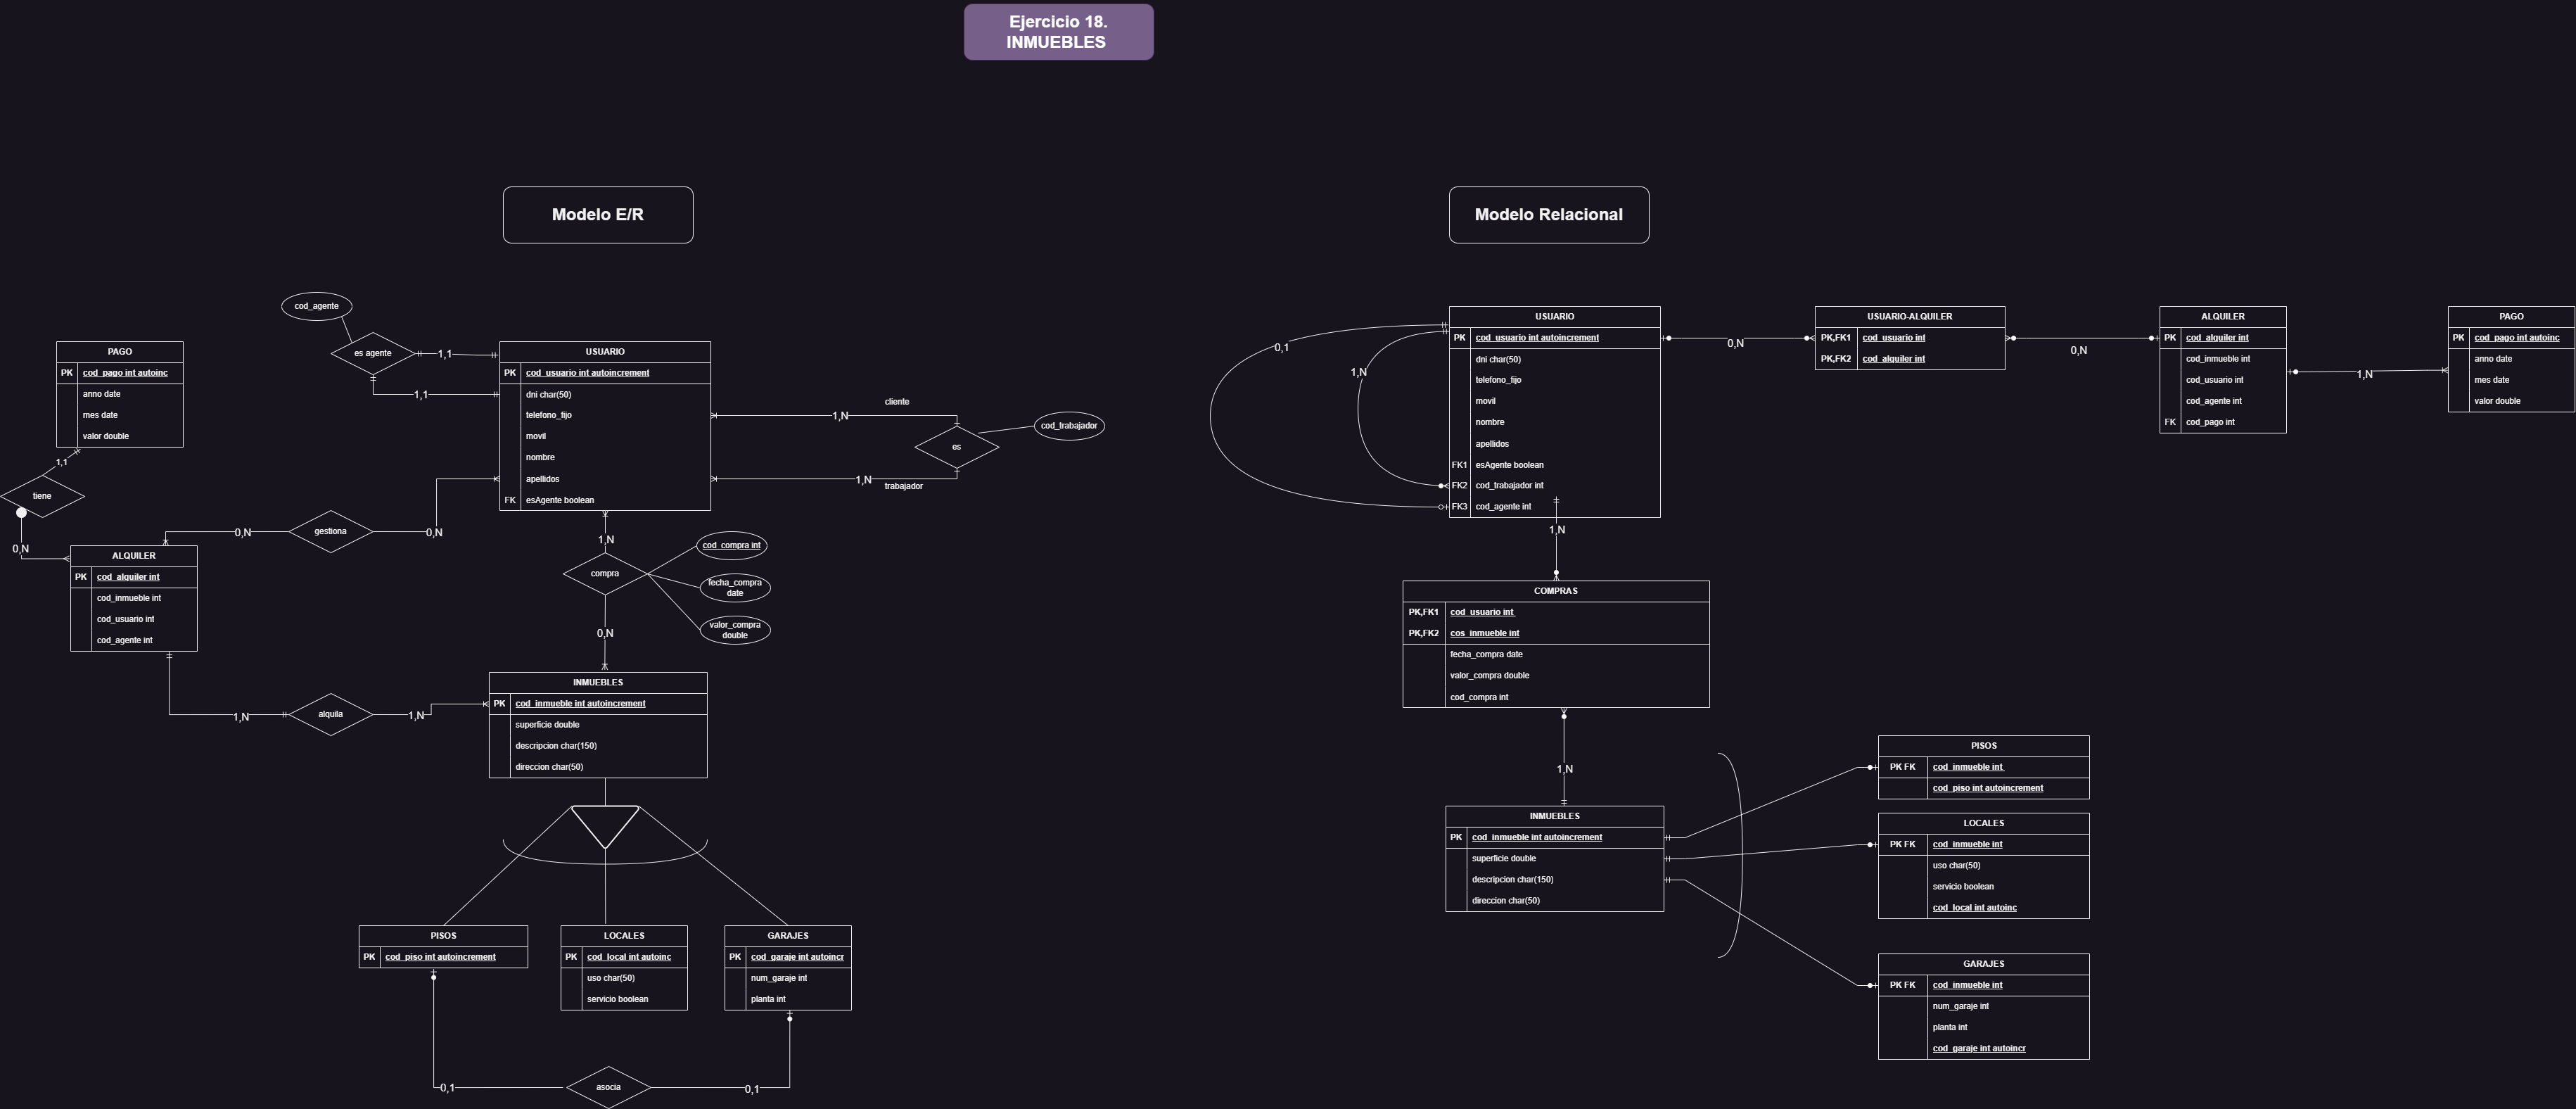 Ejercicio 18.
INMUEBLES
Modelo E/R
cod_agente
es agente
1,1
1,1
PAGO
PK cod_pago int autoinc
anno date
mes date
valor double
1,1
tiene
0,N
USUARIO
PK cod_usuario int autoincrement
dni char(50)
telefono_fijo
movil
nombre
apellidos
FK esAgente boolean
cliente
1,N
es
cod_trabajador
1,N
trabajador
0,N
gestiona
0,N
ALQUILER
PK cod_alquiler int
cod_inmueble int
cod_usuario int
cod_agente int
1,N
compra
cod_compra int
fecha_compra
date
valor_compra
double
0,N
1,N
alquila
1,N
INMUEBLES
PK cod_inmueble int autoincrement
superficie double
descripcion char(150)
direccion char(50)
PISOS
PK cod_piso int autoincrement
LOCALES
PK cod_local int autoinc
uso char(50)
servicio boolean
GARAJES
PK cod_garaje int autoincr
num_garaje int
planta int
0,1
asocia
0,1
Modelo Relacional
0,1
1,N
USUARIO
PK cod_usuario int autoincrement
dni char(50)
telefono_fijo
movil
nombre
apellidos
FK1 esAgente boolean
FK2 cod_trabajador int
FK3 cod_agente int
0,N
USUARIO-ALQUILER
PK,FK1 cod_usuario int
PK,FK2 cod_alquiler int
0,N
ALQUILER
PK cod_alquiler int
cod_inmueble int
cod_usuario int
cod_agente int
FK cod_pago int
1,N
PAGO
PK cod_pago int autoinc
anno date
mes date
valor double
1,N
COMPRAS
PK,FK1 cod_usuario int
PK,FK2 cos_inmueble int
fecha_compra date
valor_compra double
cod_compra int
1,N
INMUEBLES
PK cod_inmueble int autoincrement
superficie double
descripcion char(150)
direccion char(50)
PISOS
PK FK cod_inmueble int
cod_piso int autoincrement
LOCALES
PK FK cod_inmueble int
uso char(50)
servicio boolean
cod_local int autoinc
GARAJES
PK FK cod_inmueble int
num_garaje int
planta int
cod_garaje int autoincr